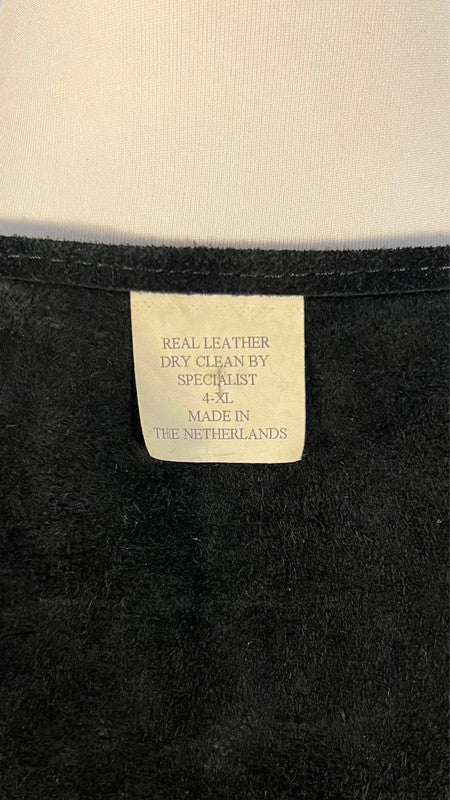 REAL LEATHER
DRY CLEAN BY
SPECIALIST
4-XL
MADE IN
THE NETHERLANDS